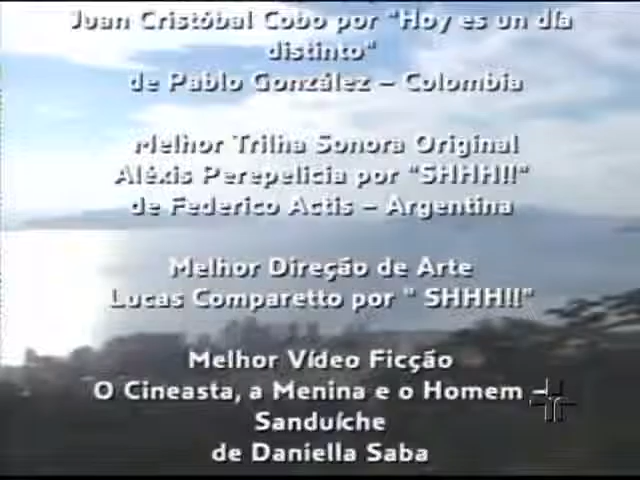 Juan Cristóbal Cobo por "Hoy es un día
distinto"
de Pablo González – Colombia
Melhor Trilha Sonora Original
Aléxis Perepelicia por "SHHH!!"
de Federico Actis – Argentina
Melhor Direção de Arte
Lucas Comparetto por " SHHH!!"
Melhor Vídeo Ficção
O Cineasta, a Menina e o Homem –
Sanduíche
de Daniella Saba